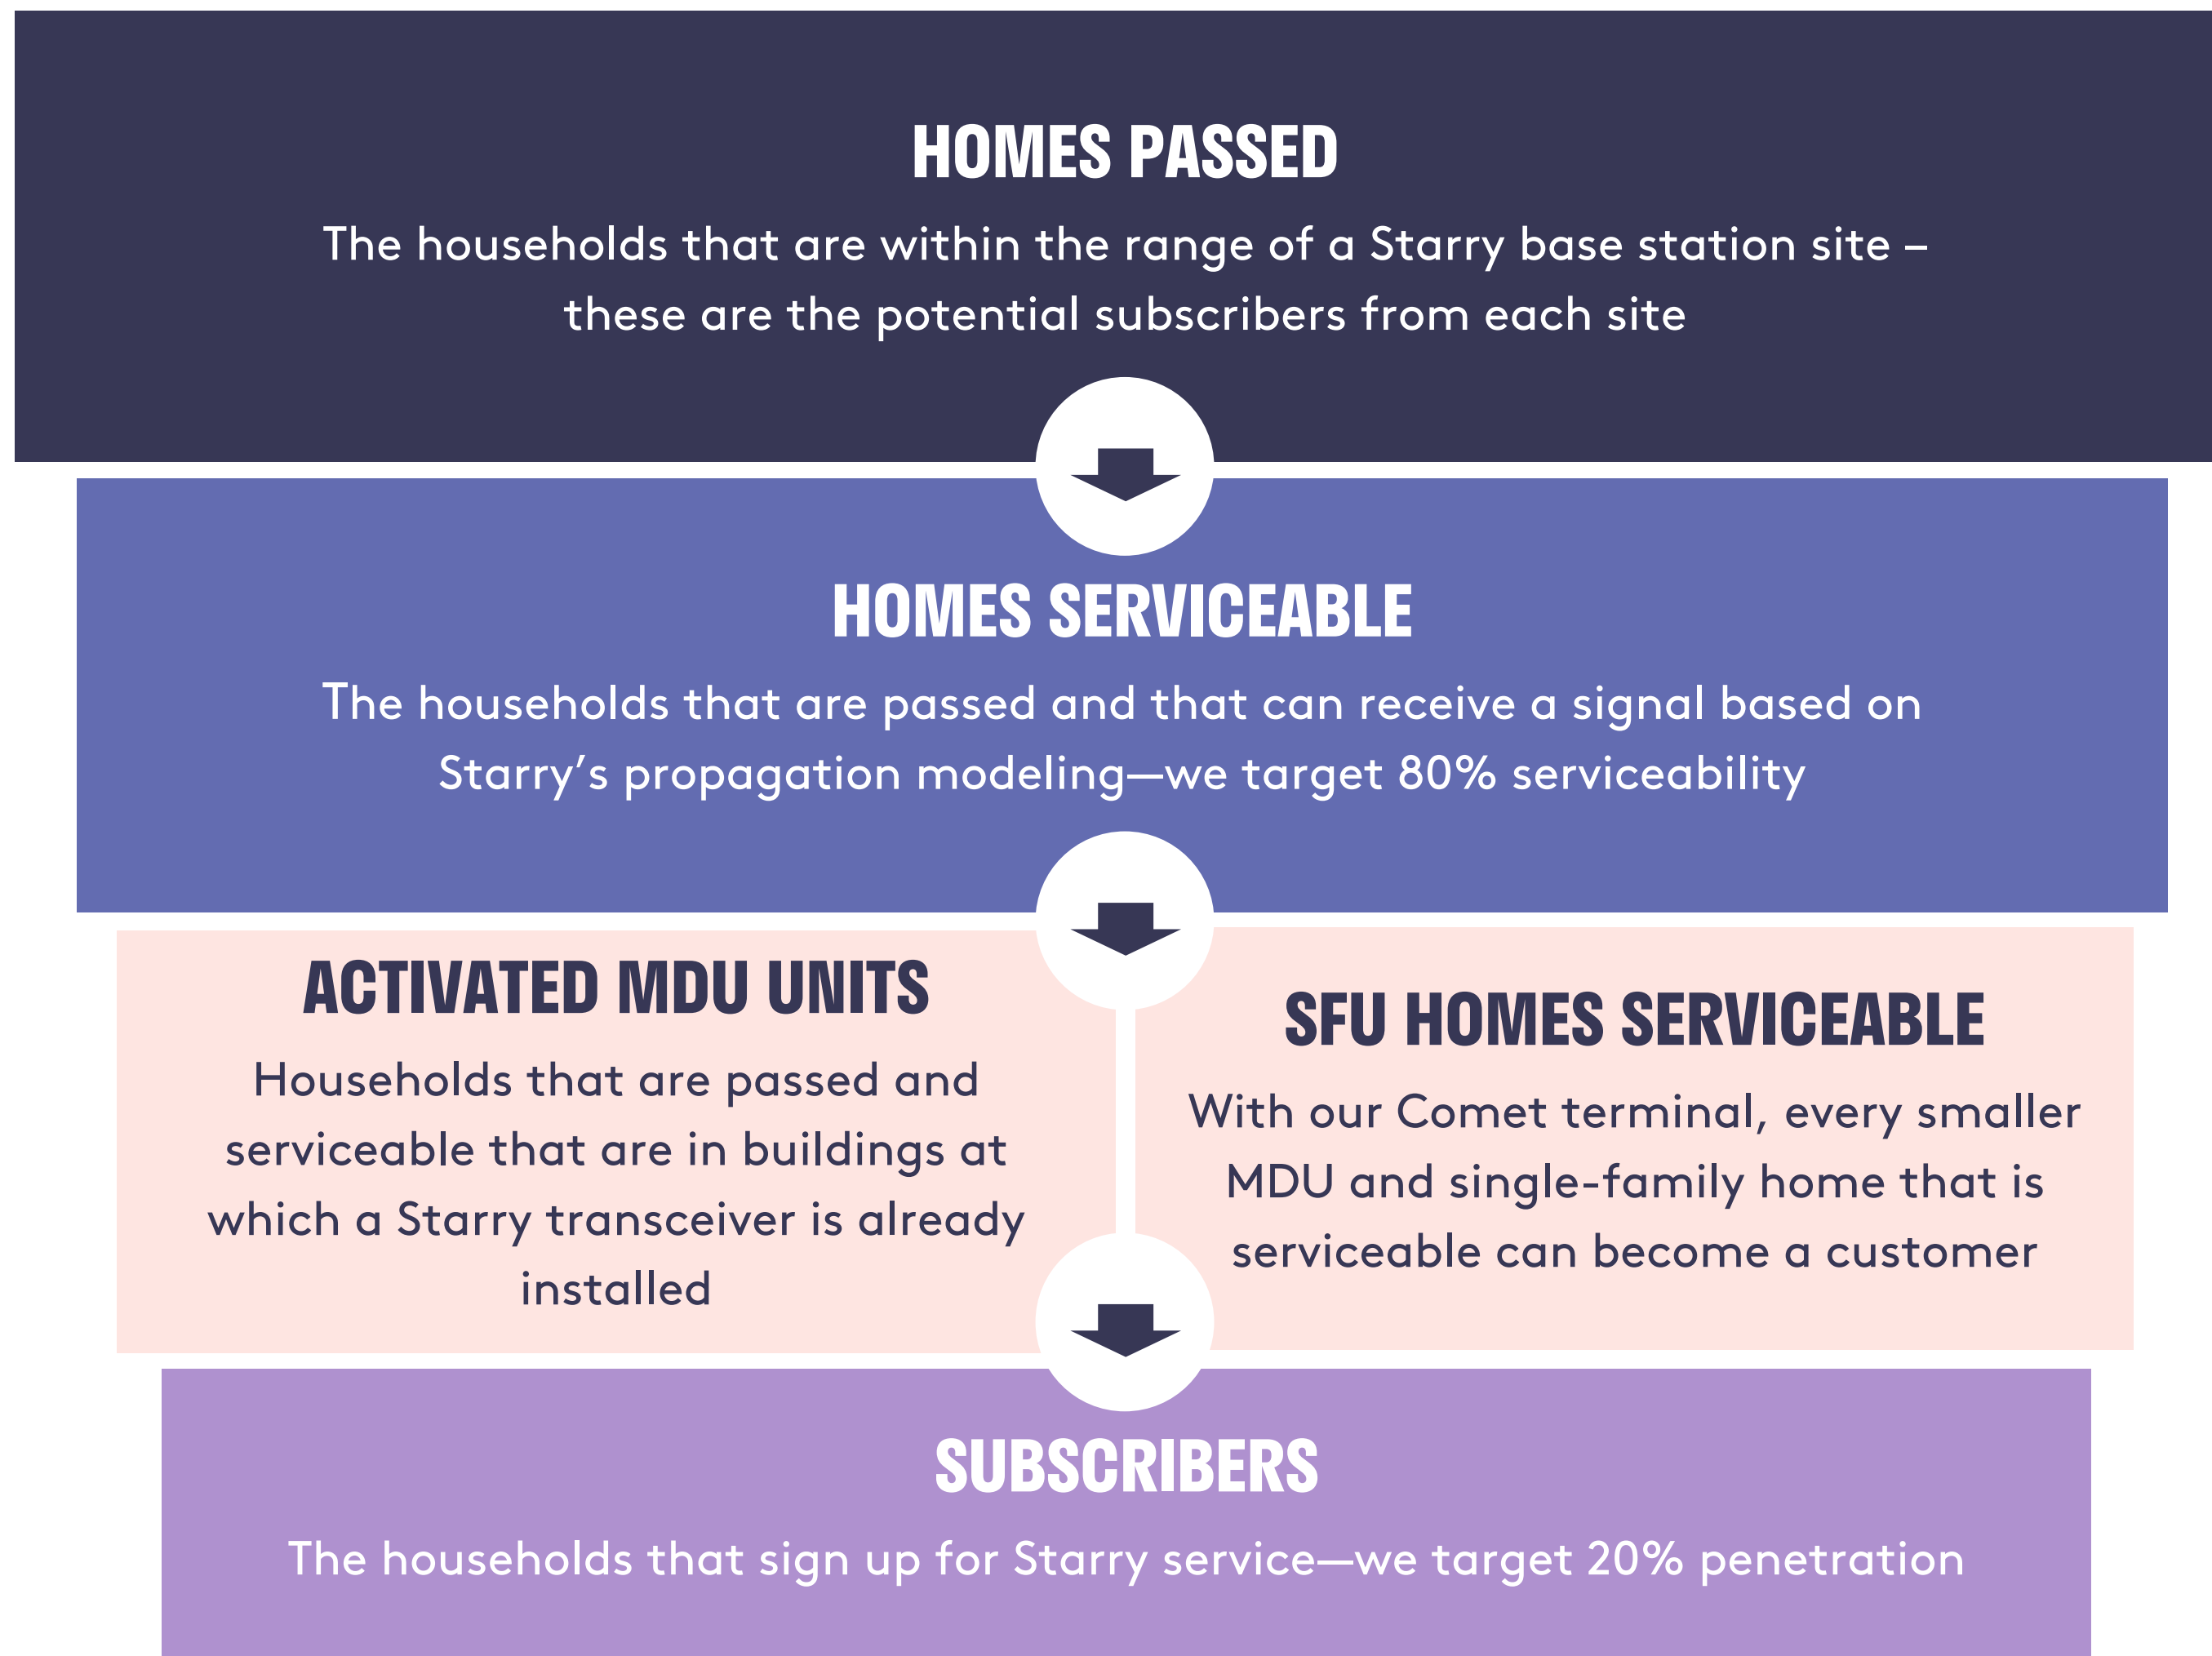 HOMES PASSED
The households that are within the range of a Starry base station site –
these are the potential subscribers from each site
HOMES SERVICEABLE
The households that are passed and that can receive a signal based on
Starry’s propagation modeling—we target 80% serviceability
ACTIVATED MDU UNITS
Households that are passed and
serviceable that are in buildings at
which a Starry transceiver is already
installed
SFU HOMES SERVICEABLE
With our Comet terminal, every smaller
MDU and single-family home that is
serviceable can become a customer
SUBSCRIBERS
The households that sign up for Starry service—we target 20% penetration